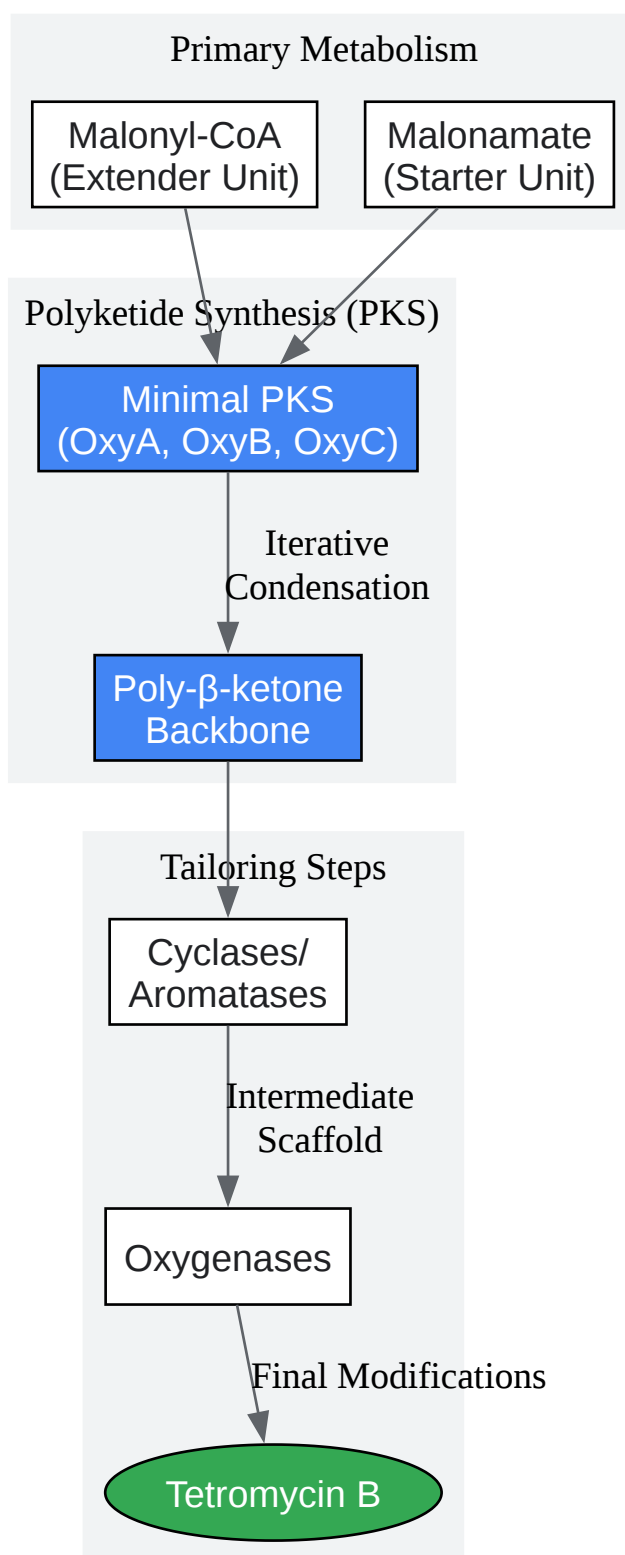 Primary Metabolism
Malonyl-CoA
(Extender Unit)
Malonamate
(Starter Unit)
Polyketide Synthesis (PKS)
Minimal PKS
(OxyA, OxyB, OxyC)
Iterative
Condensation
Poly-β-ketone
Backbone
Tailoring Steps
Cyclases/
Aromatases
Intermediate
Scaffold
Oxygenases
Final Modifications
Tetromycin B